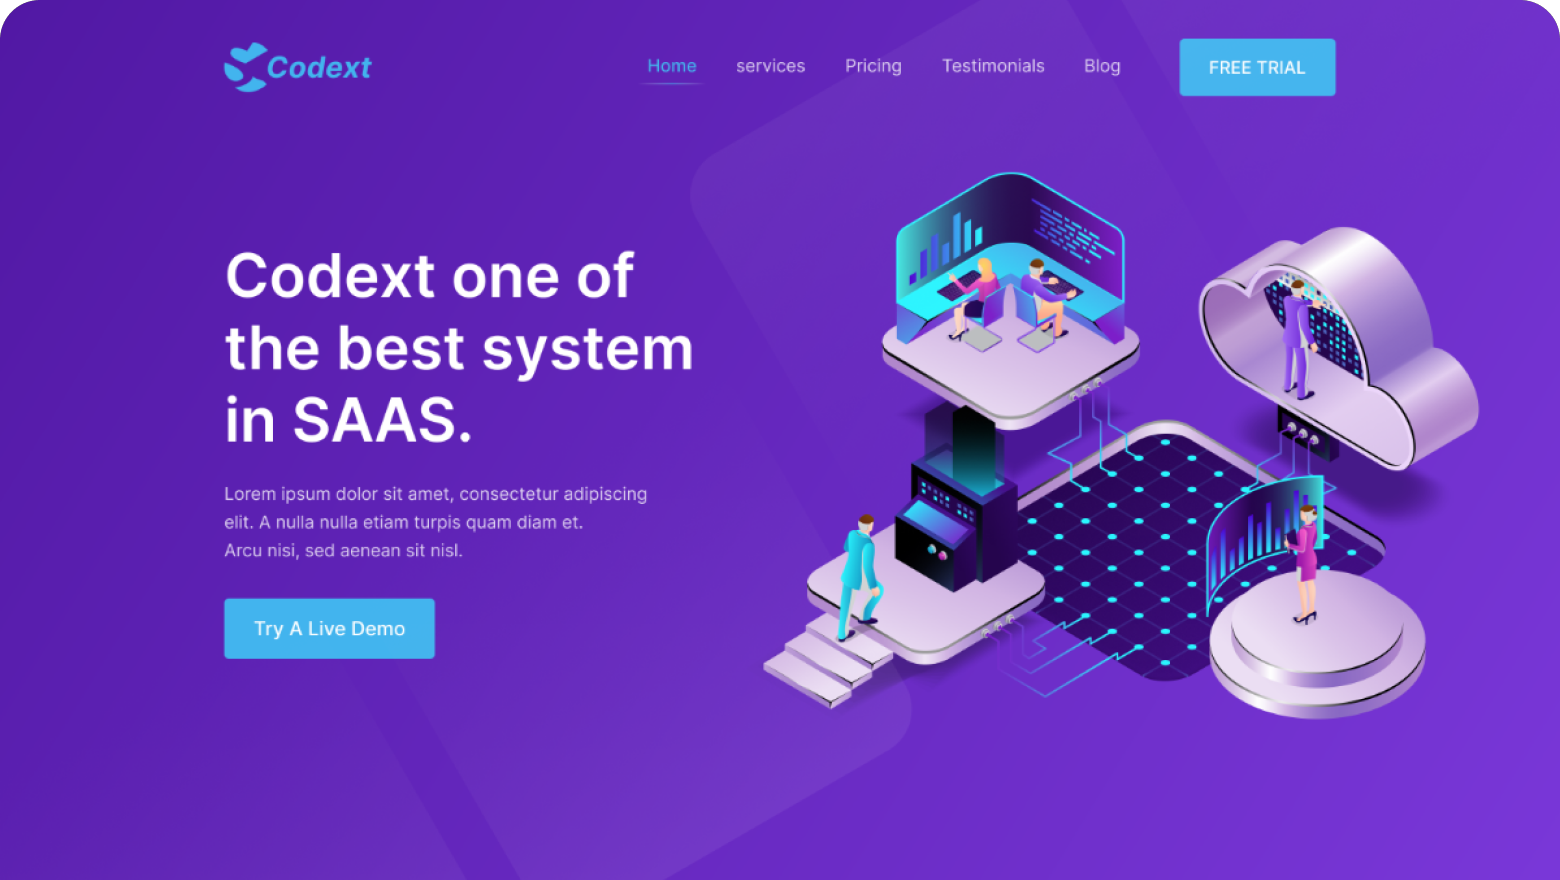 Codext
Home services Pricing Testimonials Blog FREE TRIAL
Codext one of
the best system
in SAAS.
Lorem ipsum dolor sit amet, consectetur adipiscing
elit. A nulla nulla etiam turpis quam diam et.
Arcu nisi, sed aenean sit nisl.
Try A Live Demo